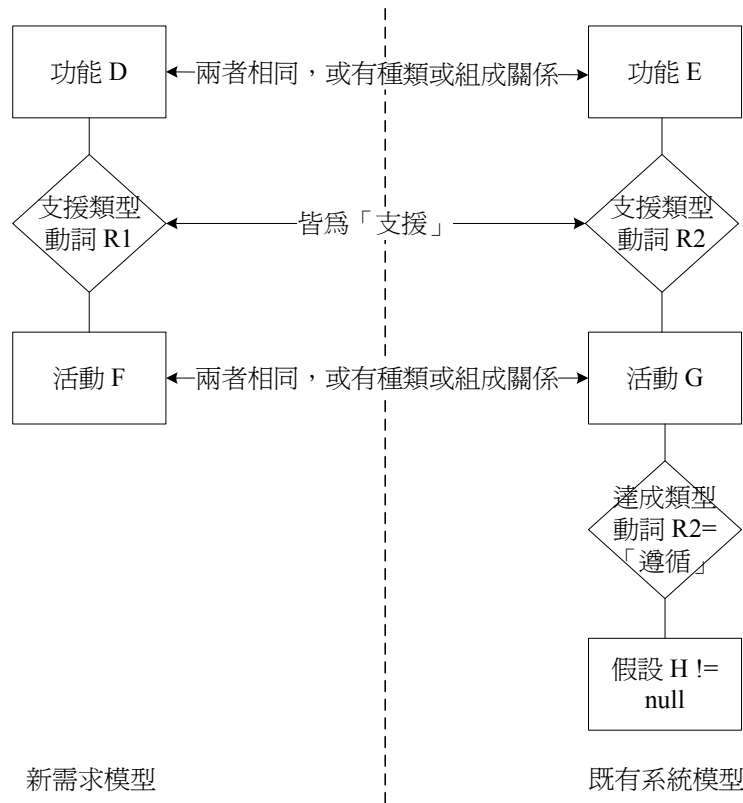 功能 D
兩者相同，或有種類或組成關係
功能 E
支援類型
動詞 R1
皆為「支援」
支援類型
動詞 R2
活動 F
兩者相同，或有種類或組成關係
活動 G
達成類型
動詞 R2=
「遵循」
假設 H !=
null
新需求模型
既有系統模型